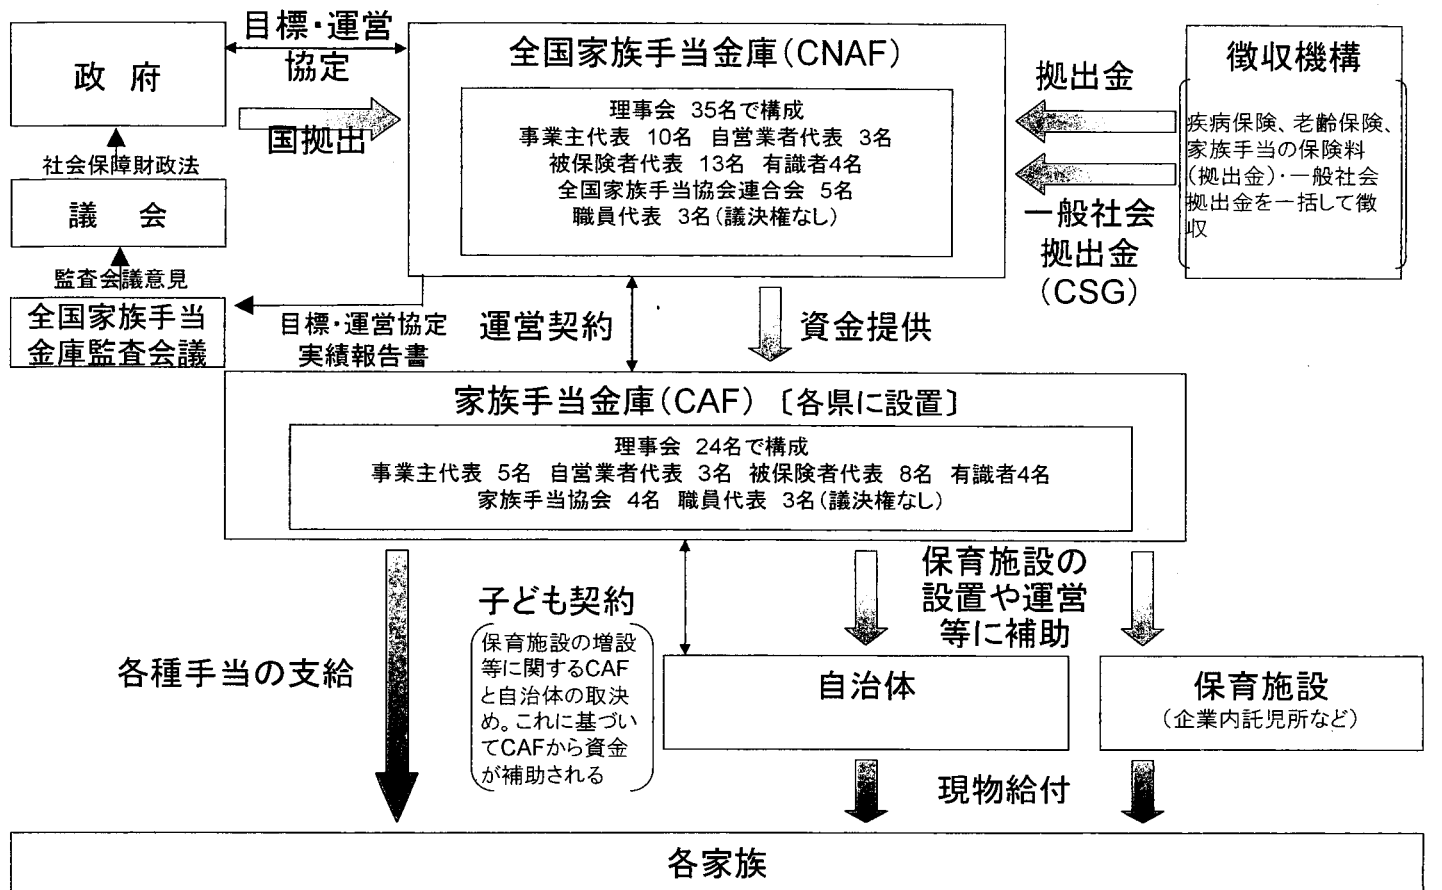 目標・運営
協定
政 府
国拠出
社会保障財政法
議 会
監査会議意見
全国家族手当
金庫監査会議
全国家族手当金庫(CNAF)
理事会 35名で構成
事業主代表 10名 自営業者代表 3名
被保険者代表 13名 有識者4名
全国家族手当協会連合会 5名
職員代表 3名(議決権なし)
拠出金
一般社会
拠出金
(CSG)
徴収機構
疾病保険、老齢保険、
家族手当の保険料
(拠出金)・一般社会
拠出金を一括して徴
収
目標・運営協定
実績報告書
運営契約
資金提供
家族手当金庫(CAF) 〔各県に設置〕
理事会 24名で構成
事業主代表 5名 自営業者代表 3名 被保険者代表 8名 有識者4名
家族手当協会 4名 職員代表 3名(議決権なし)
各種手当の支給
子ども契約
保育施設の増設
等に関するCAF
と自治体の取決
め。これに基づい
てCAFから資金
が補助される
保育施設の
設置や運営
等に補助
自治体
保育施設
(企業内託児所など)
現物給付
各家族